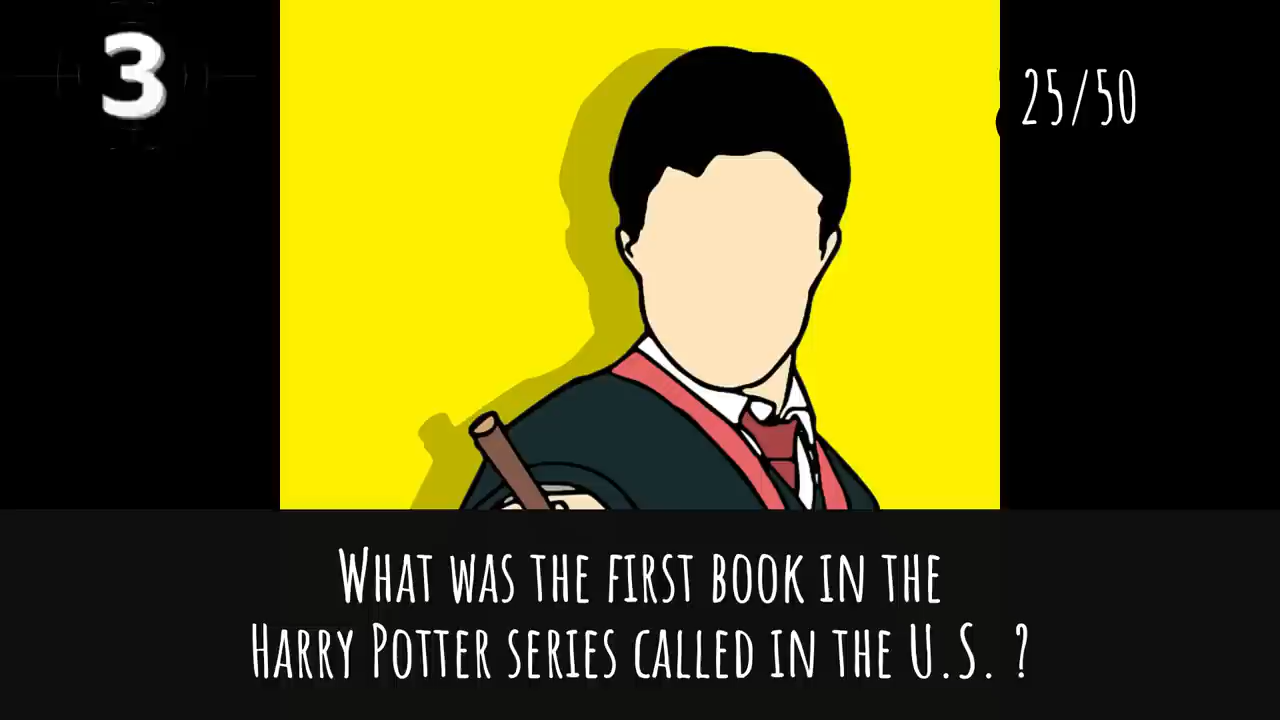 3
25/50
What was the first book in the
Harry Potter series called in the U.S. ?